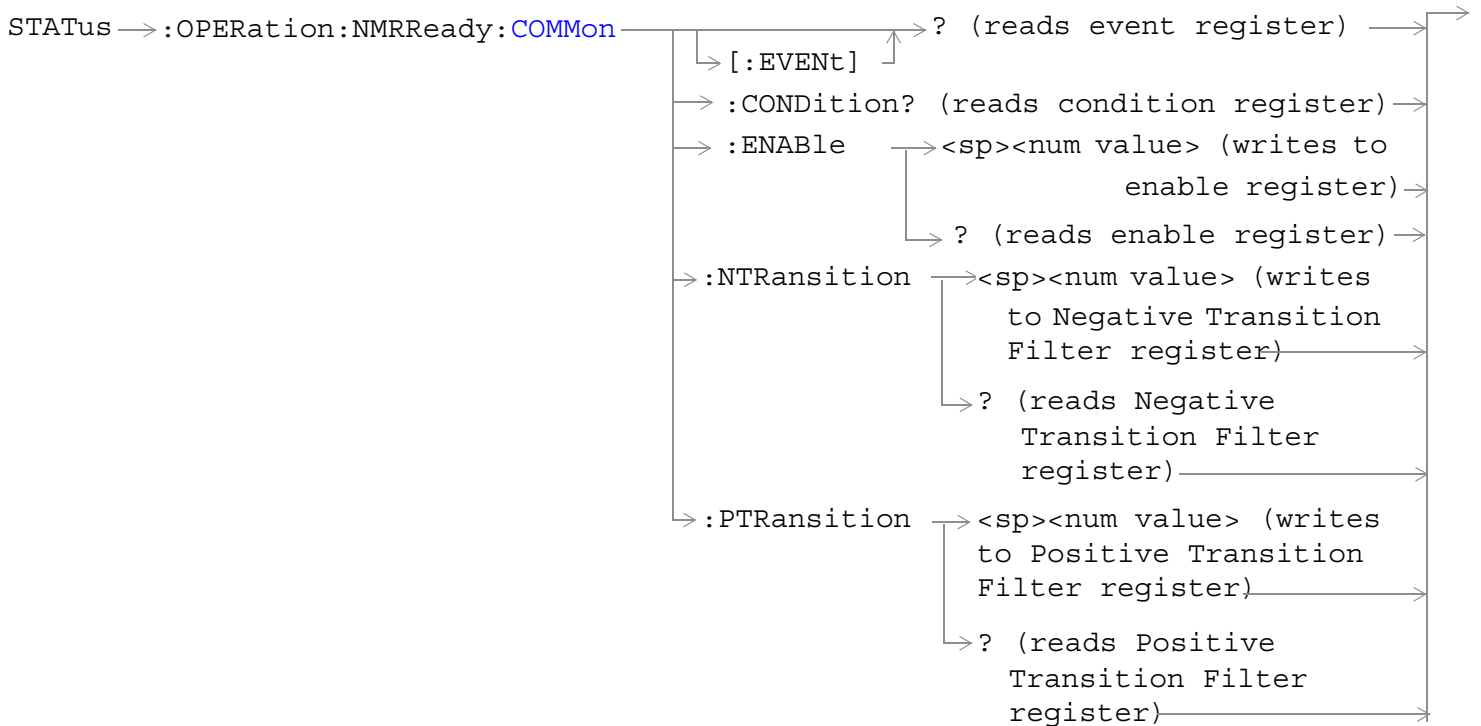 STATus :OPERation:NMRReady:COMMon ? (reads event register)
[:EVENt]
:CONDition? (reads condition register)
:ENABle <sp><num value> (writes to
enable register)
? (reads enable register)
:NTRansition <sp><num value> (writes
to Negative Transition
Filter register)
? (reads Negative
Transition Filter
register)
:PTRansition <sp><num value> (writes
to Positive Transition
Filter register)
? (reads Positive
Transition Filter
register)